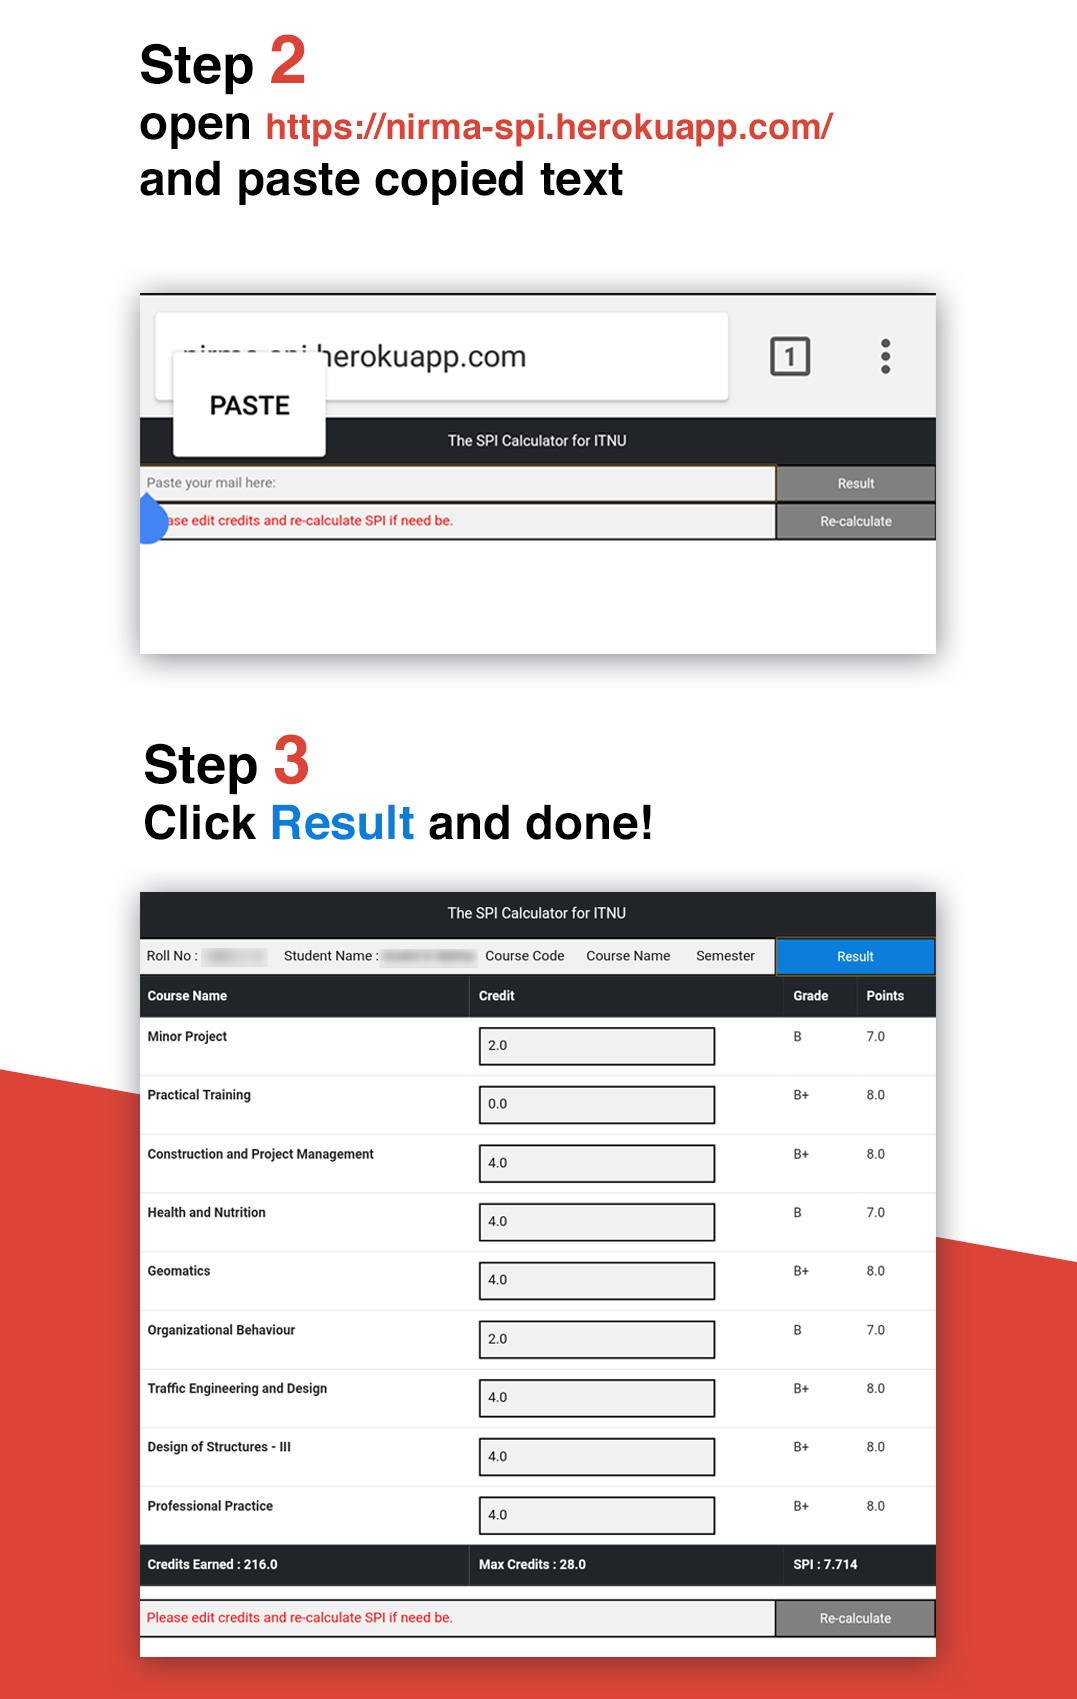 Step 2
open https://nirma-spi.herokuapp.com/
and paste copied text
herokuapp.com
1
PASTE
The SPI Calculator for ITNU
Paste your mail here: Result
ase edit credits and re-calculate SPI if need be. Re-calculate
Step 3
Click Result and done!
The SPI Calculator for ITNU
Roll No : Student Name : Course Code Course Name Semester Result
Course Name Credit Grade Points
Minor Project 2.0 B 7.0
Practical Training 0.0 B+ 8.0
Construction and Project Management 4.0 B+ 8.0
Health and Nutrition 4.0 B 7.0
Geomatics 4.0 B+ 8.0
Organizational Behaviour 2.0 B 7.0
Traffic Engineering and Design 4.0 B+ 8.0
Design of Structures - III 4.0 B+ 8.0
Professional Practice 4.0 B+ 8.0
Credits Earned : 216.0 Max Credits : 28.0 SPI : 7.714
Please edit credits and re-calculate SPI if need be. Re-calculate